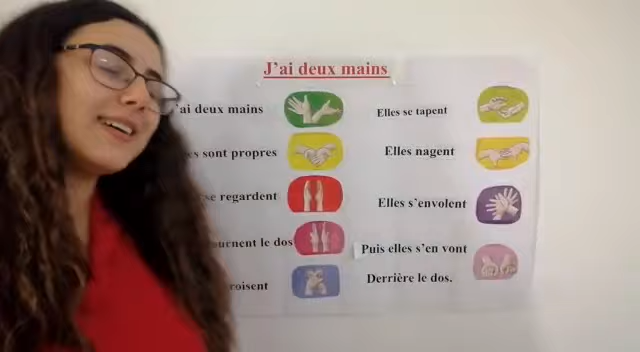 J'ai deux mains
'ai deux mains
sont propres
se regardent
le dos
Elles se tapent
Elles nagent
Elles s'envolent
Puis elles s'en vont
Derrière le dos.